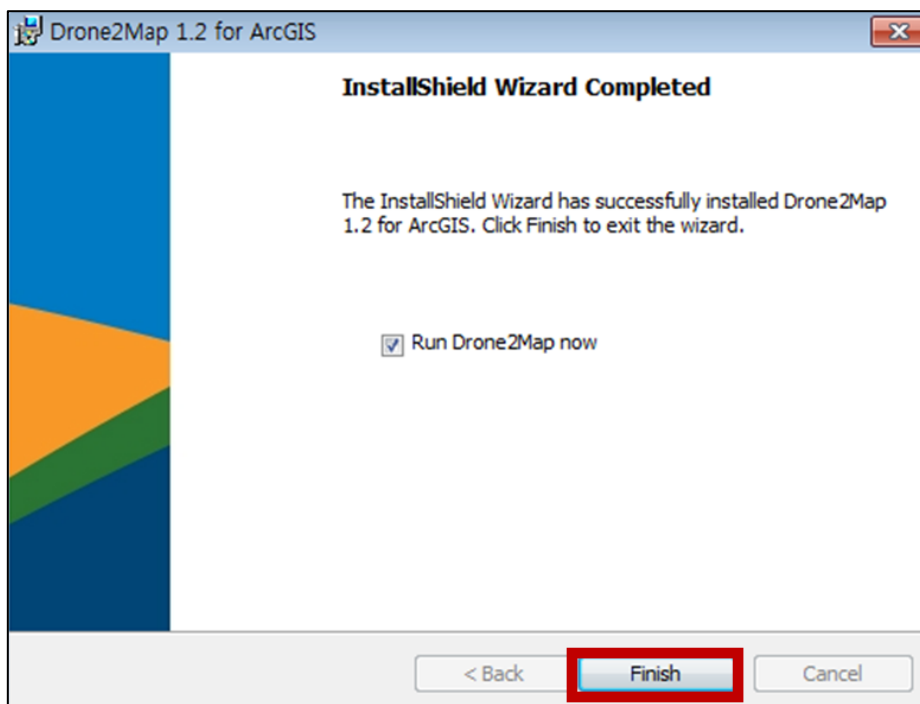 Drone2Map 1.2 for ArcGIS
InstallShield Wizard Completed
The InstallShield Wizard has successfully installed Drone2Map
1.2 for ArcGIS. Click Finish to exit the wizard.
Run Drone2Map now
< Back Finish Cancel